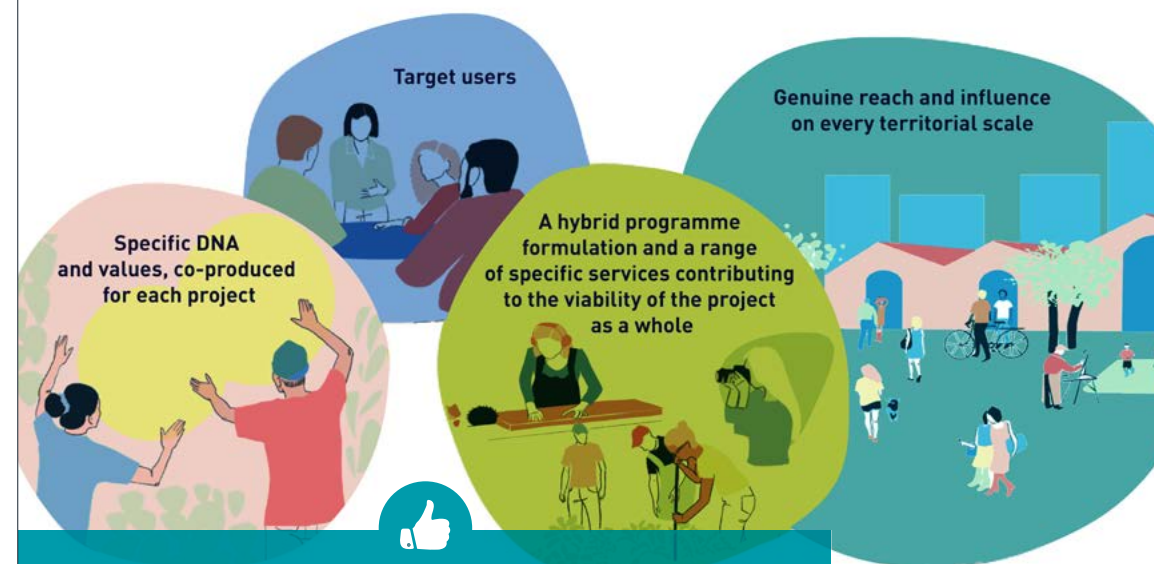 Target users
Genuine reach and influence
on every territorial scale
Specific DNA
and values, co-produced
for each project
A hybrid programme
formulation and a range
of specific services contributing
to the viability of the project
as a whole